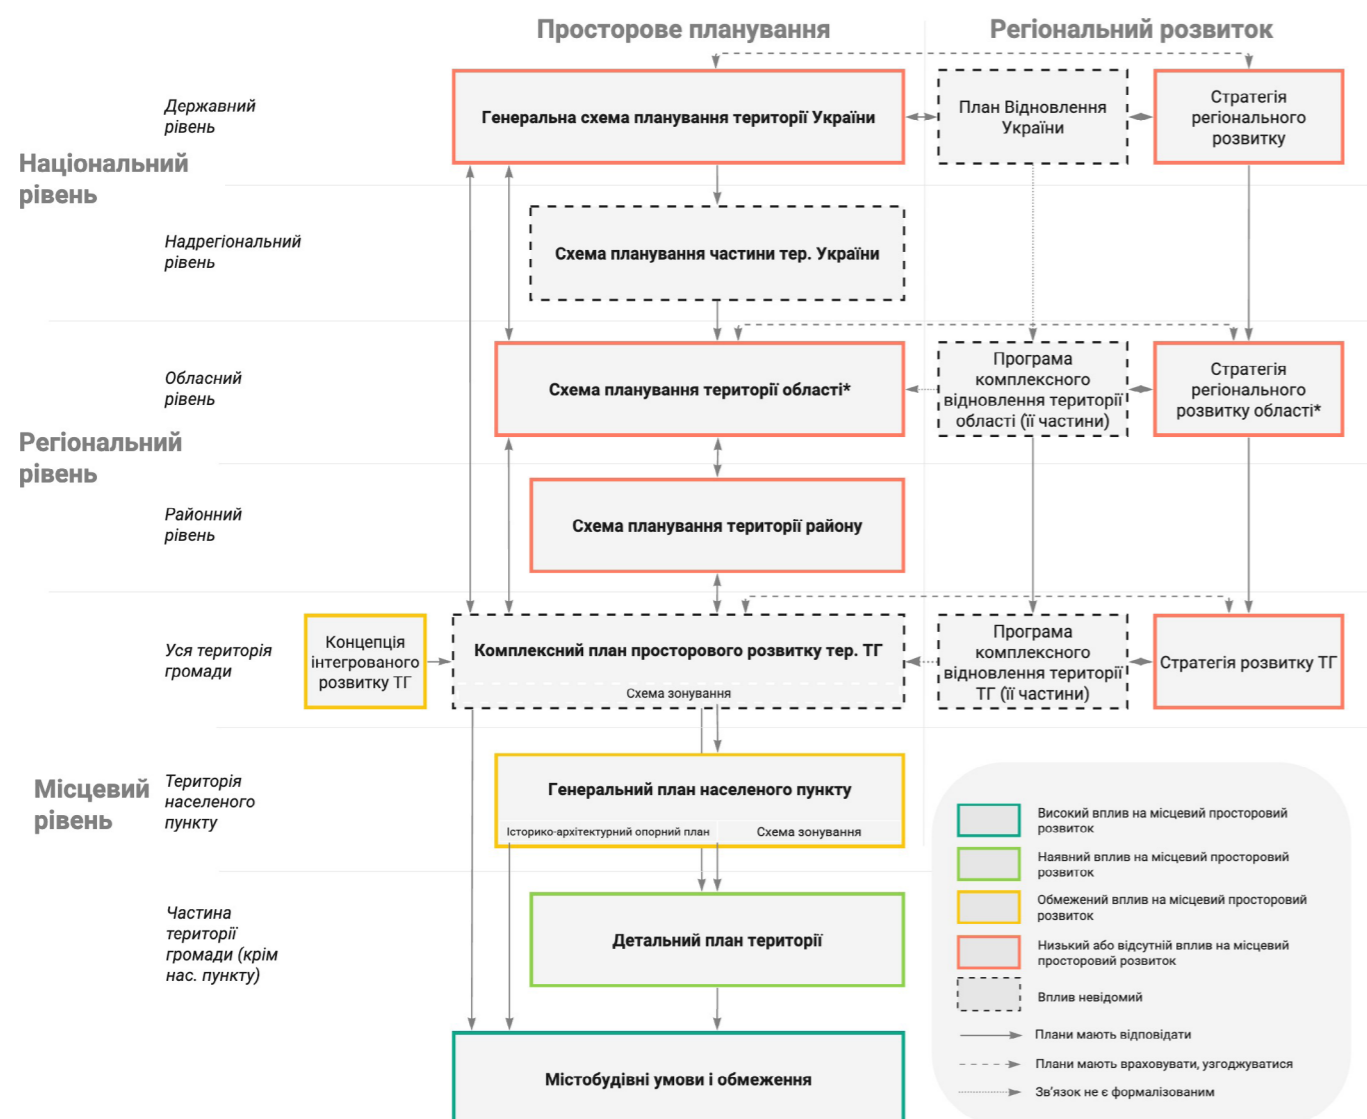 Просторове планування
Регіональний розвиток
Національний
рівень
Державний
рівень
Генеральна схема планування території України
План Відновлення
України
Стратегія
регіонального
розвитку
Надрегіональний
рівень
Схема планування частини тер. України
Регіональний
рівень
Обласний
рівень
Схема планування території області*
Програма
комплексного
відновлення території
області (її частини)
Стратегія
регіонального
розвитку області*
Районний
рівень
Схема планування території району
Місцевий
рівень
Уся територія
громади
Концепція
інтегрованого
розвитку ТГ
Комплексний план просторового розвитку тер. ТГ
Схема зонування
Програма
комплексного
відновлення території
ТГ (її частини)
Стратегія розвитку ТГ
Територія
населеного
пункту
Генеральний план населеного пункту
Історико-архітектурний опорний план
Схема зонування
Частина
території
громади (крім
нас. пункту)
Детальний план території
Містобудівні умови і обмеження
Високий вплив на місцевий просторовий
розвиток
Наявний вплив на місцевий просторовий
розвиток
Обмежений вплив на місцевий просторовий
розвиток
Низький або відсутній вплив на місцевий
просторовий розвиток
Вплив невідомий
Плани мають відповідати
Плани мають враховувати, узгоджуватися
Зв'язок не є формалізованим